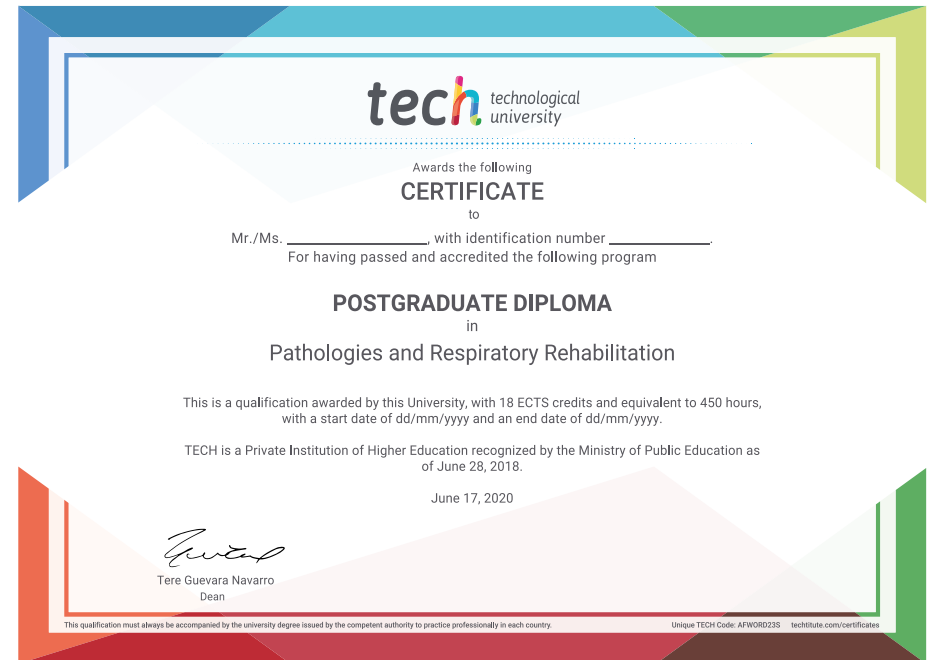 tech technological
university
Awards the following
CERTIFICATE
to
Mr./Ms. ________________, with identification number ____________.
For having passed and accredited the following program
POSTGRADUATE DIPLOMA
in
Pathologies and Respiratory Rehabilitation
This is a qualification awarded by this University, with 18 ECTS credits and equivalent to 450 hours,
with a start date of dd/mm/yyyy and an end date of dd/mm/yyyy.
TECH is a Private Institution of Higher Education recognized by the Ministry of Public Education as
of June 28, 2018.
June 17, 2020
Tere Guevara Navarro
Dean
This qualification must always be accompanied by the university degree issued by the competent authority to practice professionally in each country.
Unique TECH Code: AFWORD23S techtitute.com/certificates